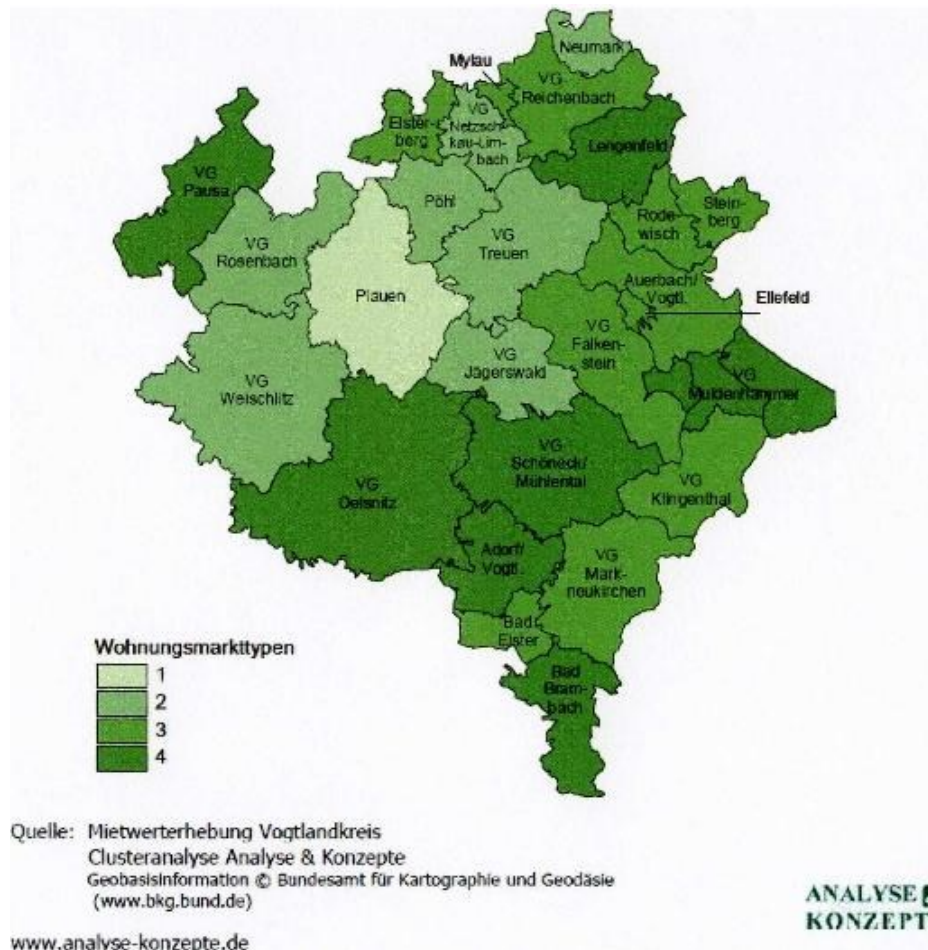 Neumark
Mylau
VG
Reichenbach
Elster-
berg
VG
Netzsch
kau-Lim-
bach
Lengenfeld
VG
Pausa
Pöhl
Rode
wisch
Stein-
berg
VG
Rosenbach
VG
Treuen
Auerbach/
Vogtl.
Ellefeld
Plauen
VG
Falken-
stein
VG
Jägerswald
VG
Weischlitz
VG
Muldenhammer
VG
Schöneck/
Mühlental
VG
Oelsnitz
VG
Klingenthal
Adorf/
Vogtl.
VG
Mark-
neukirchen
Bad
Elster
Bad
Bram-
bach
Wohnungsmarkttypen
1
2
3
4
Quelle: Mietwerterhebung Vogtlandkreis
Clusteranalyse Analyse & Konzepte
Geobasisinformation © Bundesamt für Kartographie und Geodäsie
(www.bkg.bund.de)
ANALYSE
KONZEPT
www.analyse-konzepte.de